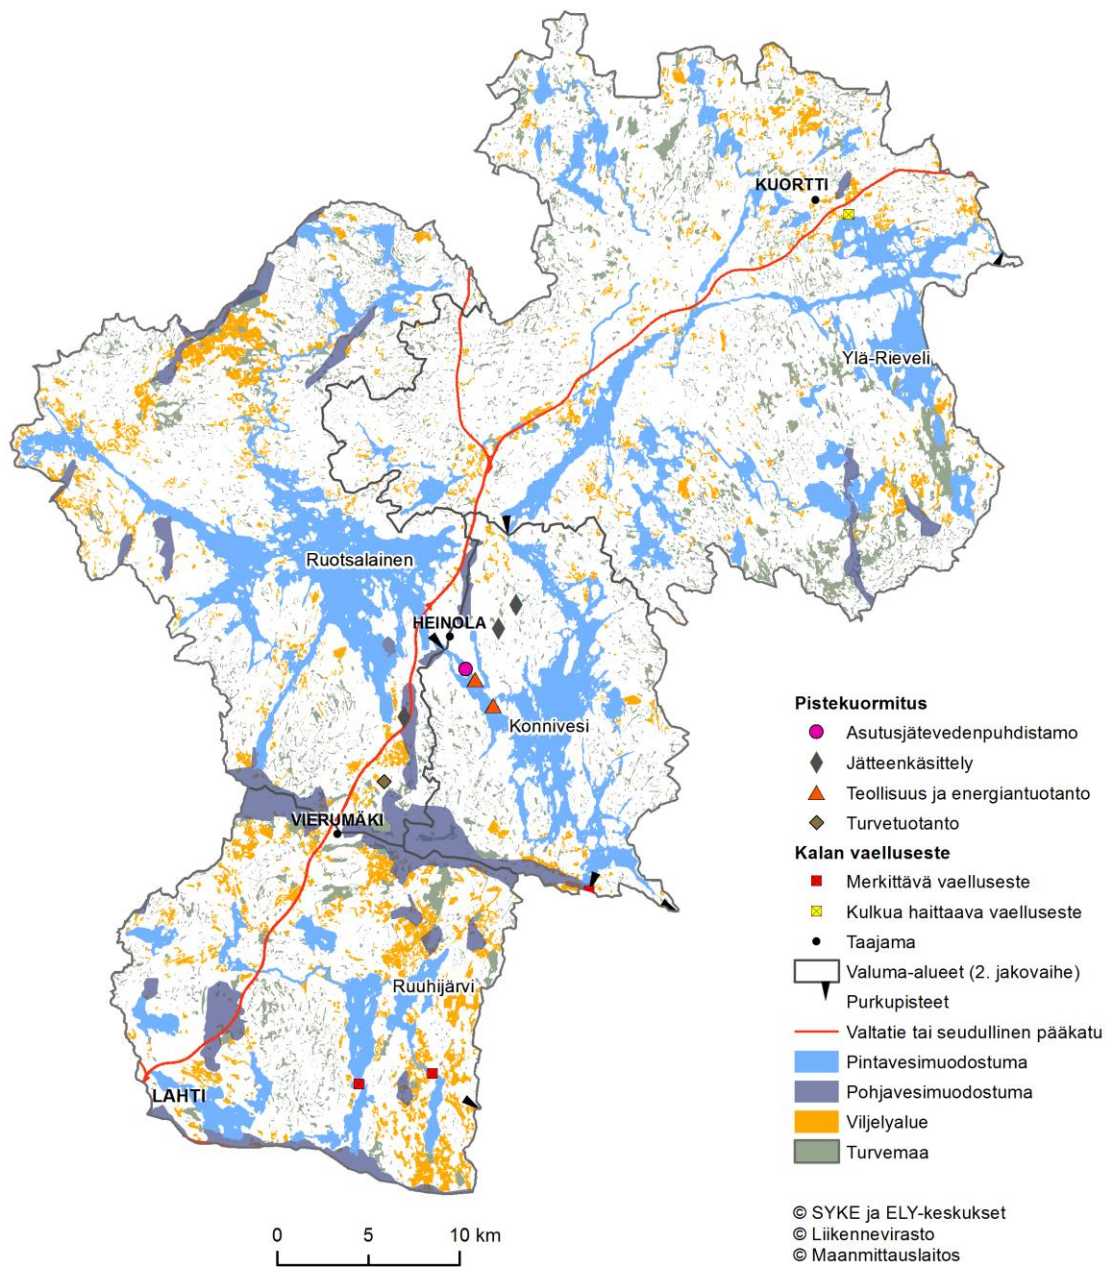 KUORTTI
Ylä-Rieveli
Ruotsalainen
HEINOLA
Konnivesi
VIERUMÄKI
Ruuhijärvi
LAHTI
Pistekuormitus
Asutusjätevedenpuhdistamo
Jätteenkäsittely
Teollisuus ja energiantuotanto
Turvetuotanto
Kalan vaelluseste
Merkittävä vaelluseste
Kulkua haittaava vaelluseste
Taajama
Valuma-alueet (2. jakovaihe)
Purkupisteet
Valtatie tai seudullinen pääkatu
Pintavesimuodostuma
Pohjavesimuodostuma
Viljelyalue
Turvemaa
© SYKE ja ELY-keskukset
© Liikennevirasto
© Maanmittauslaitos
0 5 10 km